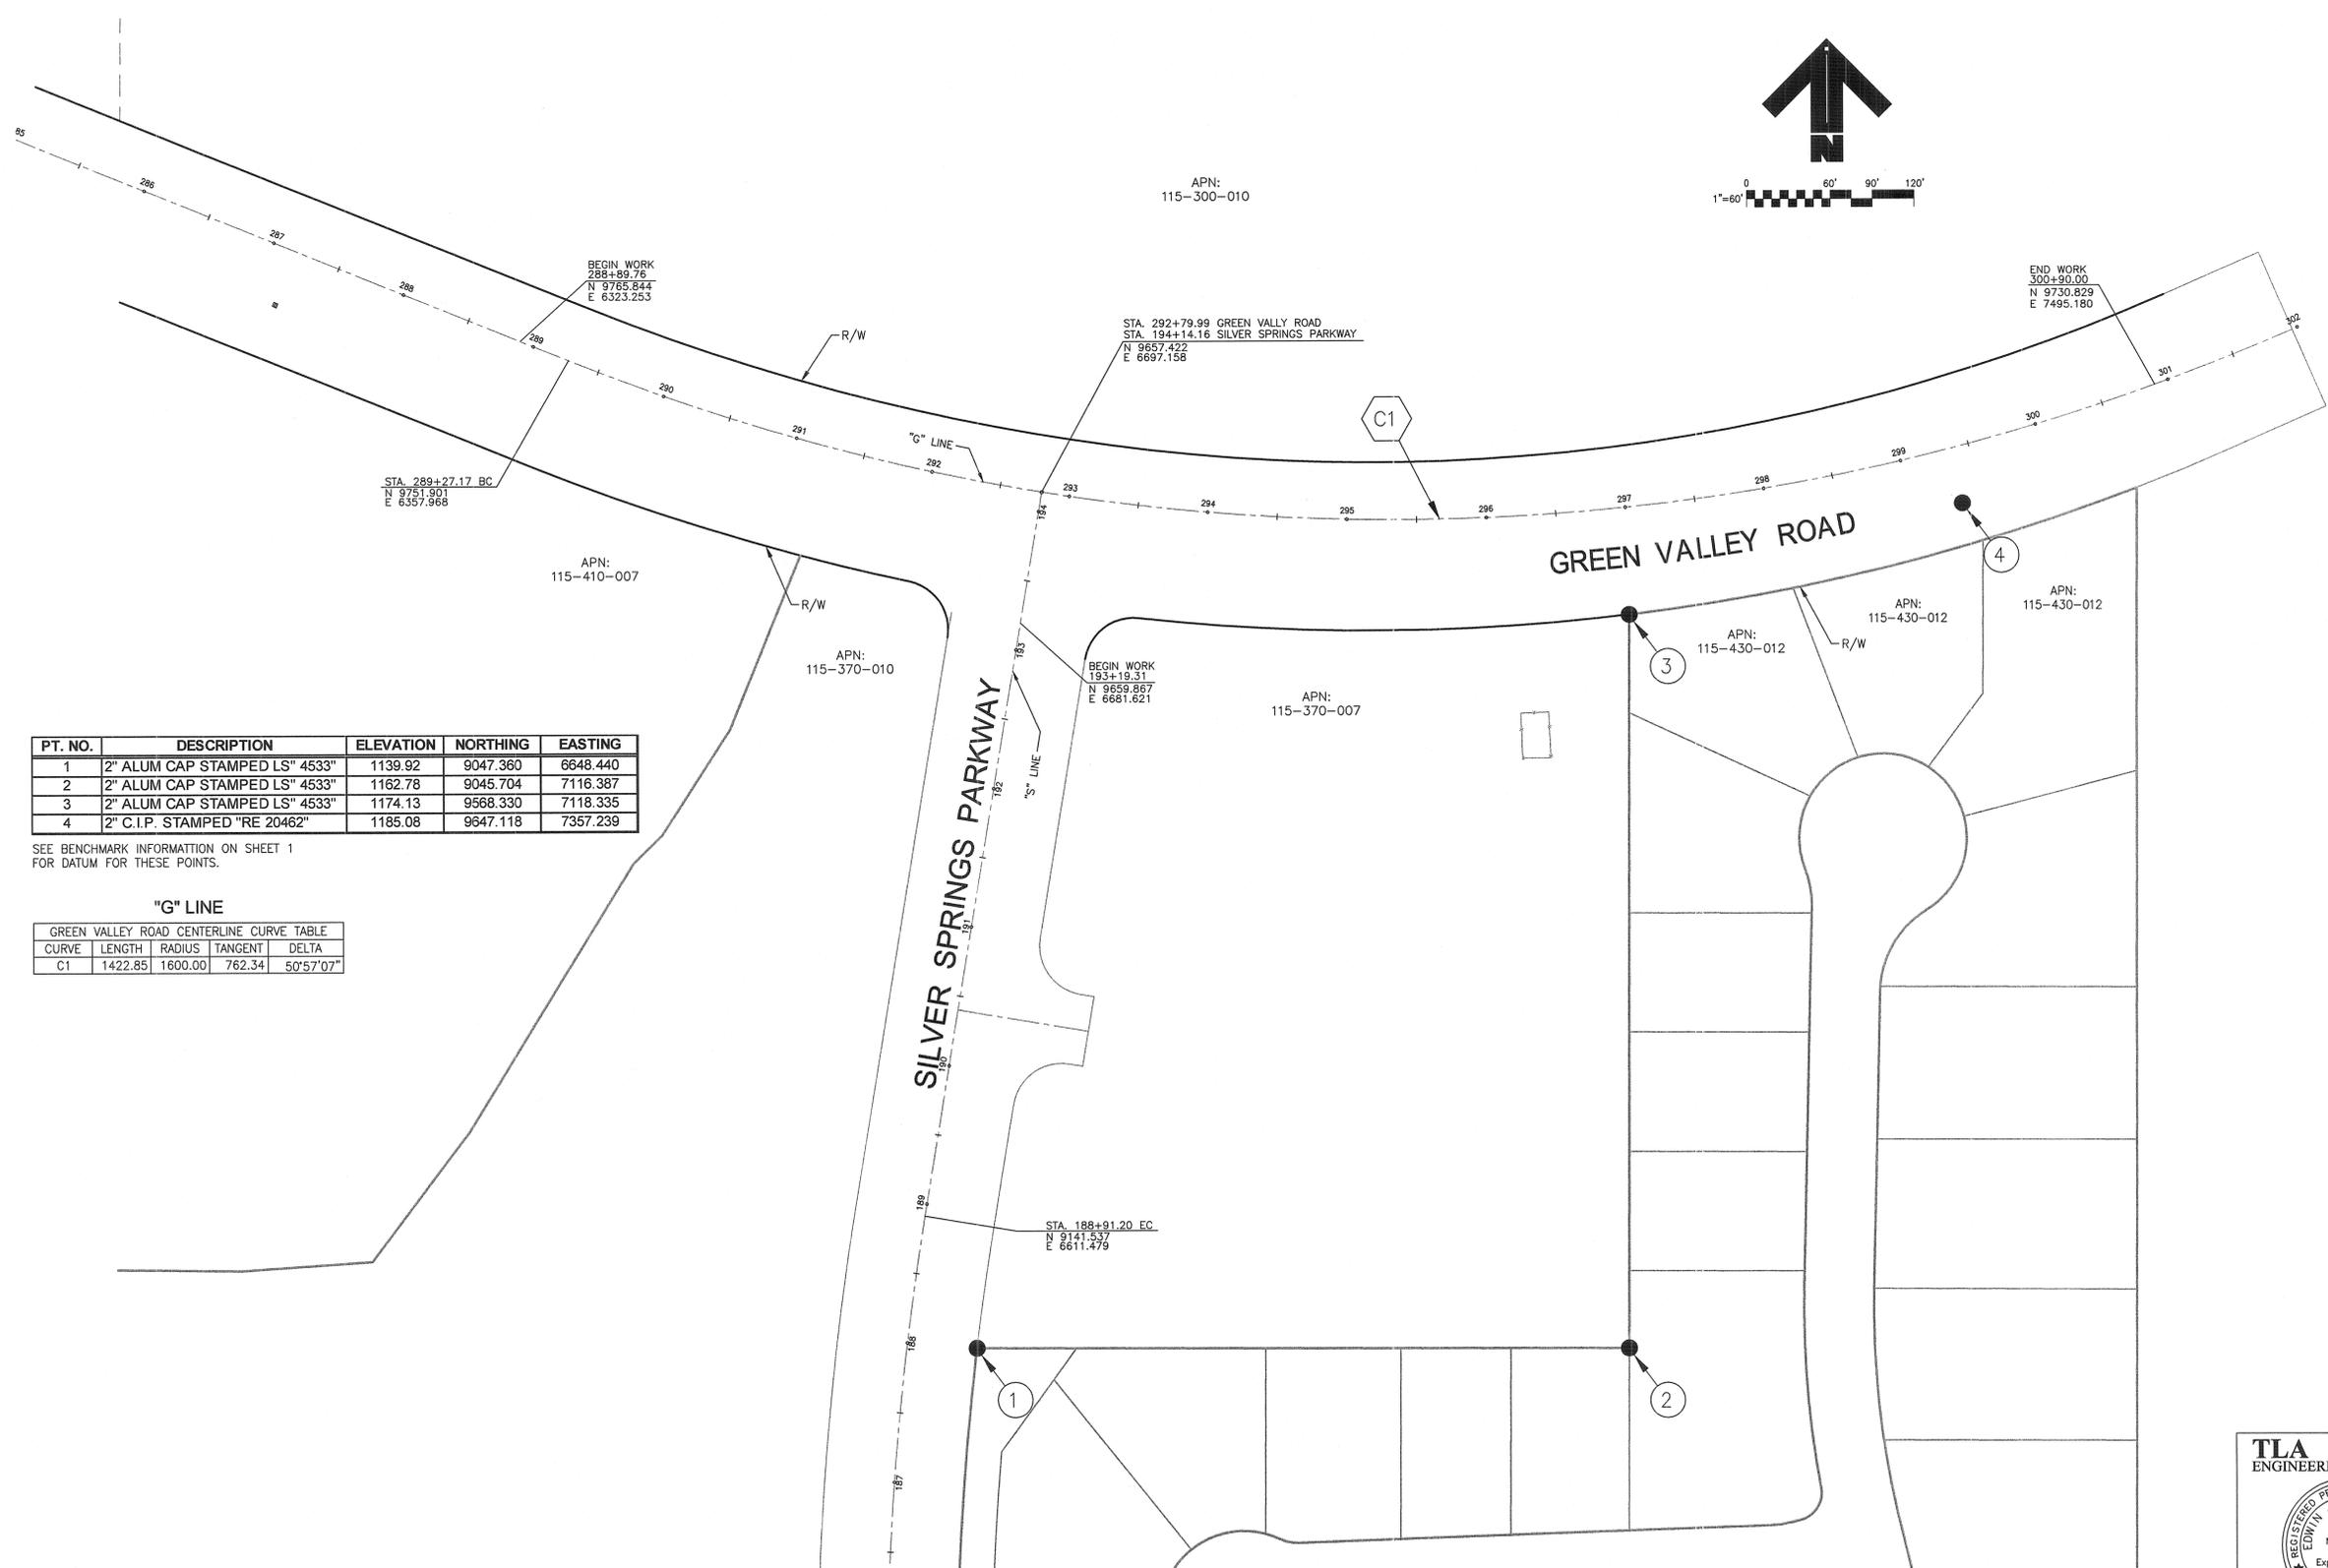 N
0 60' 90' 120'
1"=60'
APN:
115-300-010
85
286
287
288
289
290
291
292
293
294
295
296
297
298
299
300
301
302
BEGIN WORK
288+89.76
N 9765.844
E 6323.253
R/W
STA. 292+79.99 GREEN VALLY ROAD
STA. 194+14.16 SILVER SPRINGS PARKWAY
N 9657.422
E 6697.158
END WORK
300+90.00
N 9730.829
E 7495.180
C1
"G" LINE
STA. 289+27.17 BC
N 9751.901
E 6357.968
GREEN VALLEY ROAD
4
APN:
115-410-007
R/W
APN:
115-370-010
APN:
115-430-012
APN:
115-430-012
APN:
115-430-012
R/W
3
194
193
BEGIN WORK
193+19.31
N 9659.867
E 6681.621
APN:
115-370-007
SILVER SPRINGS PARKWAY
"S" LINE
192
191
190
189
188
187
PT. NO. DESCRIPTION ELEVATION NORTHING EASTING
1 2" ALUM CAP STAMPED LS" 4533" 1139.92 9047.360 6648.440
2 2" ALUM CAP STAMPED LS" 4533" 1162.78 9045.704 7116.387
3 2" ALUM CAP STAMPED LS" 4533" 1174.13 9568.330 7118.335
4 2" C.I.P. STAMPED "RE 20462" 1185.08 9647.118 7357.239
SEE BENCHMARK INFORMATTION ON SHEET 1
FOR DATUM FOR THESE POINTS.
"G" LINE
GREEN VALLEY ROAD CENTERLINE CURVE TABLE
CURVE LENGTH RADIUS TANGENT DELTA
C1 1422.85 1600.00 762.34 50°57'07"
STA. 188+91.20 EC
N 9141.537
E 6611.479
1
2
TLA
ENGINEERI
REGISTERED PR
EDWIN